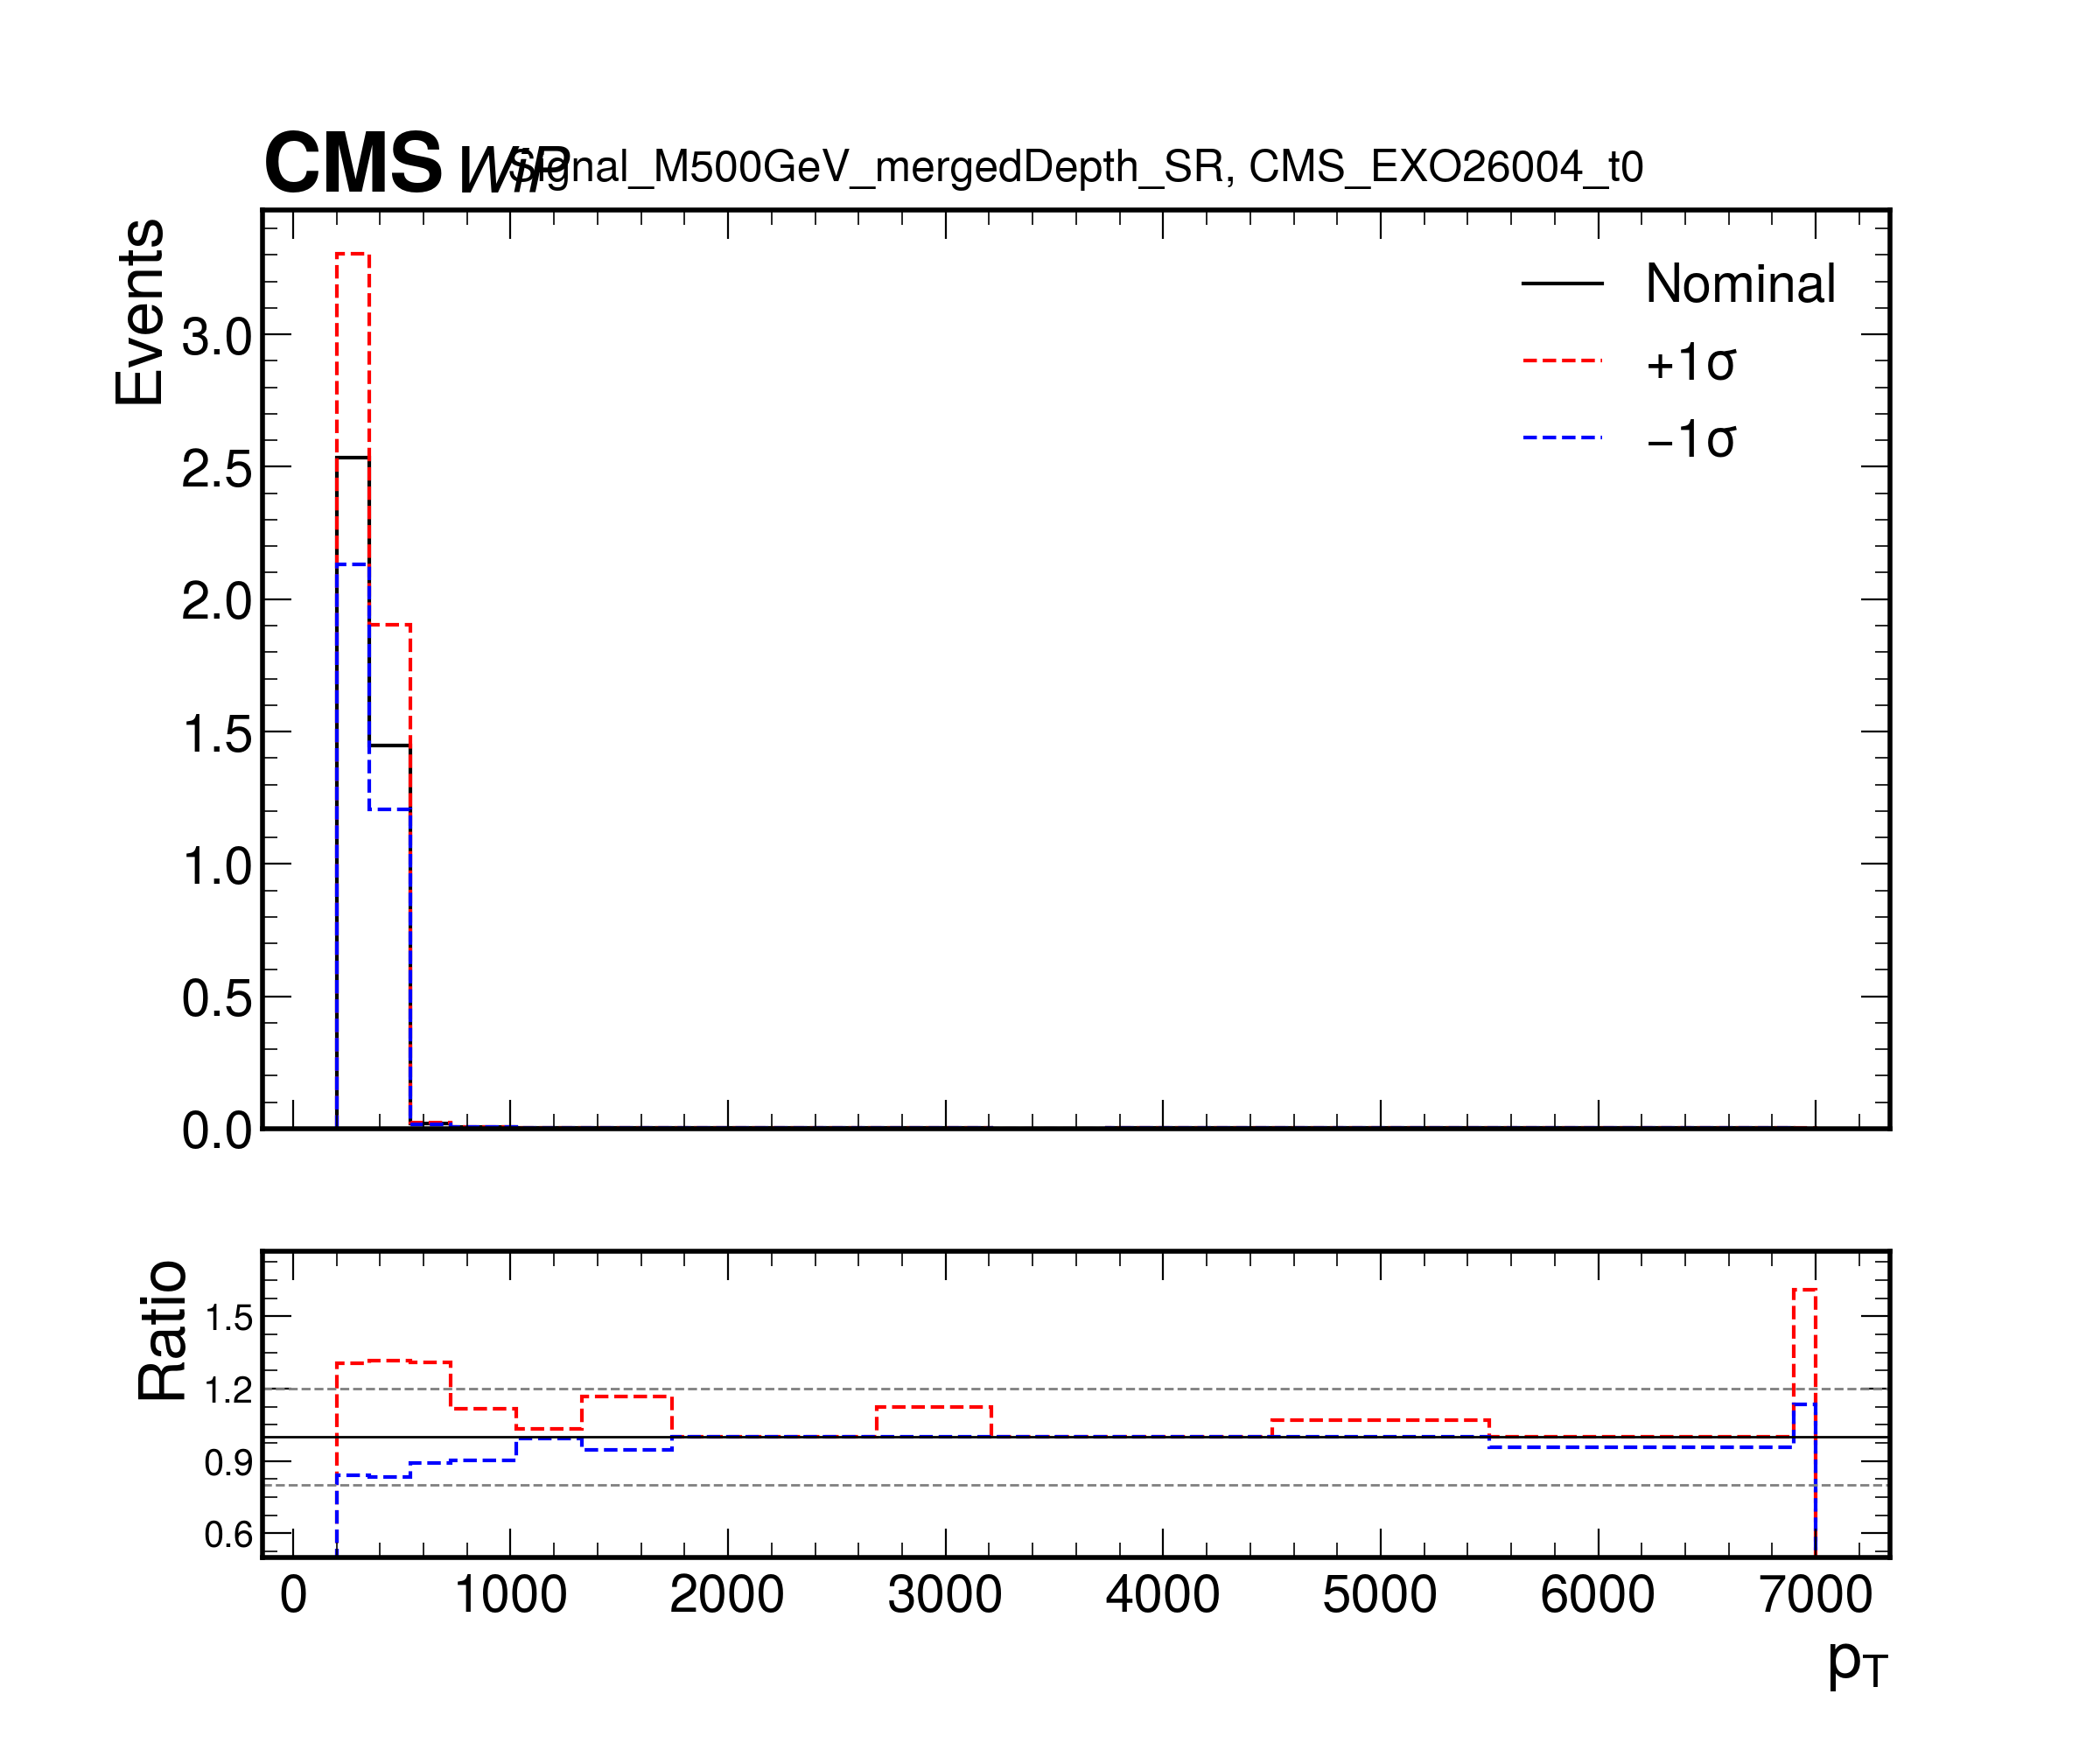 CMS WiP Signal_M500GeV_mergedDepth_SR, CMS_EXO26004_t0
Events
3.0
2.5
2.0
1.5
1.0
0.5
0.0
Nominal
+1σ
−1σ
Ratio
1.5
1.2
0.9
0.6
0 1000 2000 3000 4000 5000 6000 7000
pT